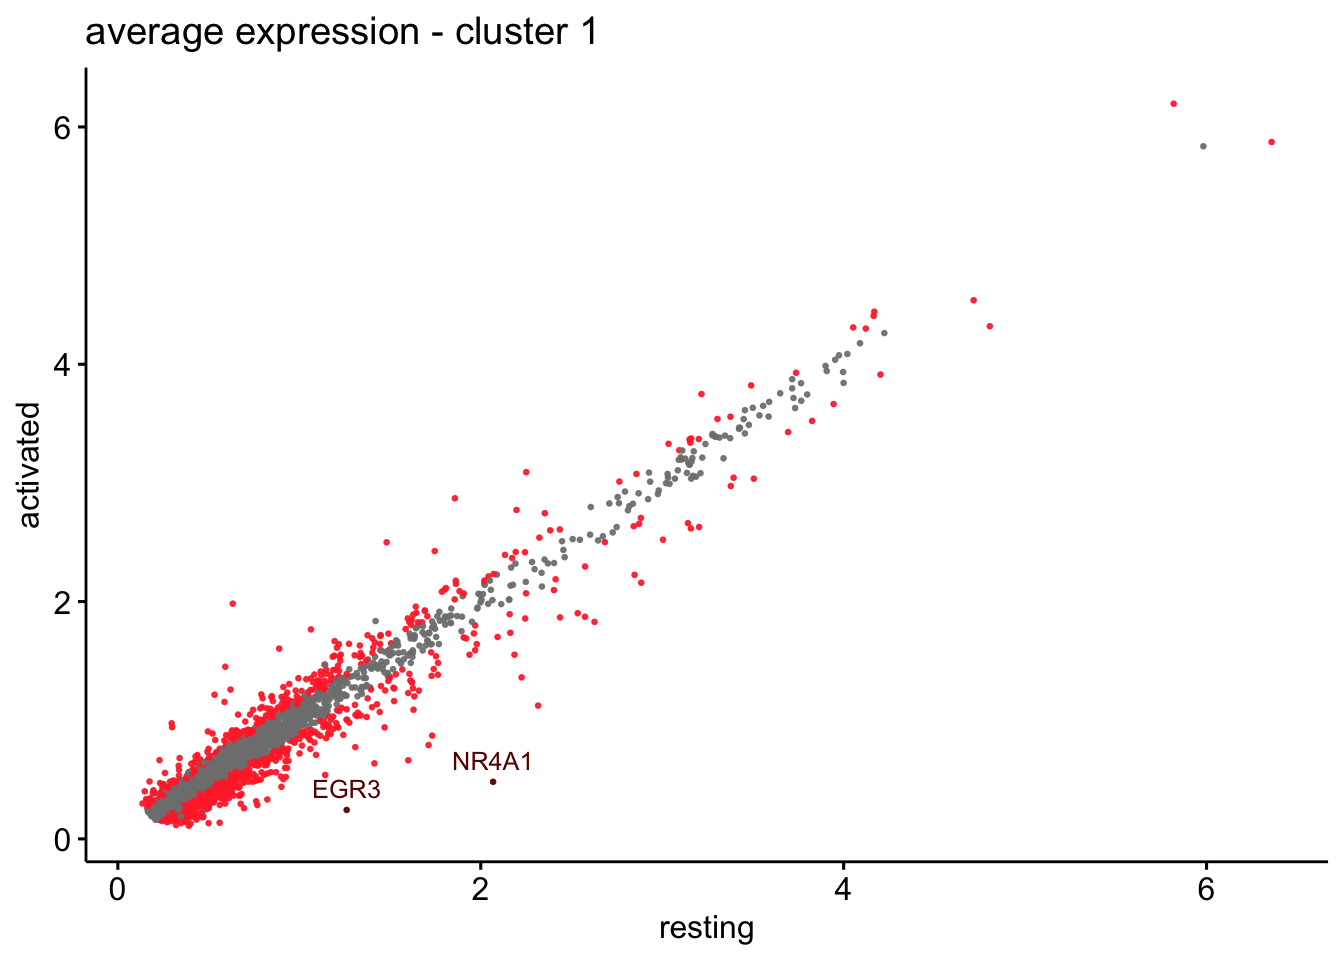 average expression - cluster 1
6
4
2
0
activated
NR4A1
EGR3
0 2 4 6
resting